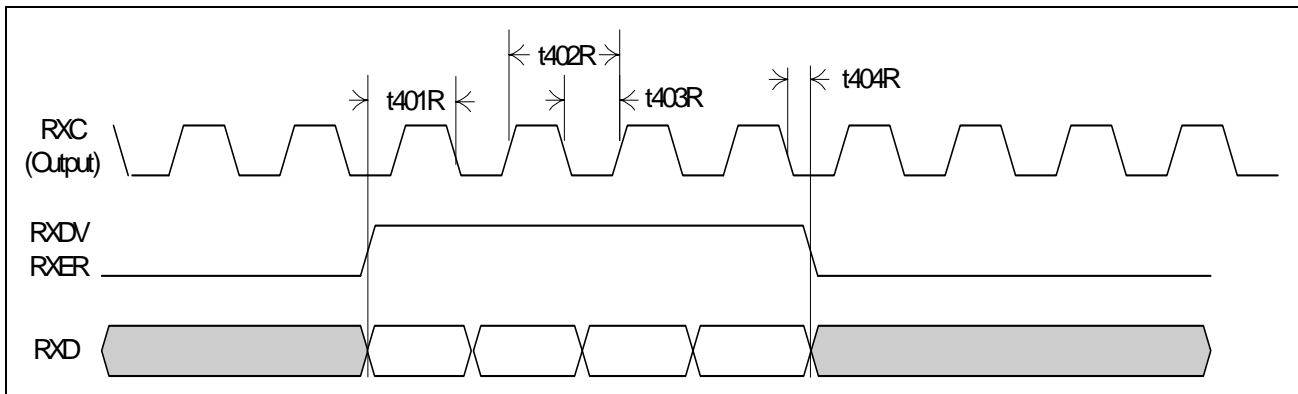 t402R
t401R
t403R
t404R
RXC
(Output)
RXDV
RXER
RXD